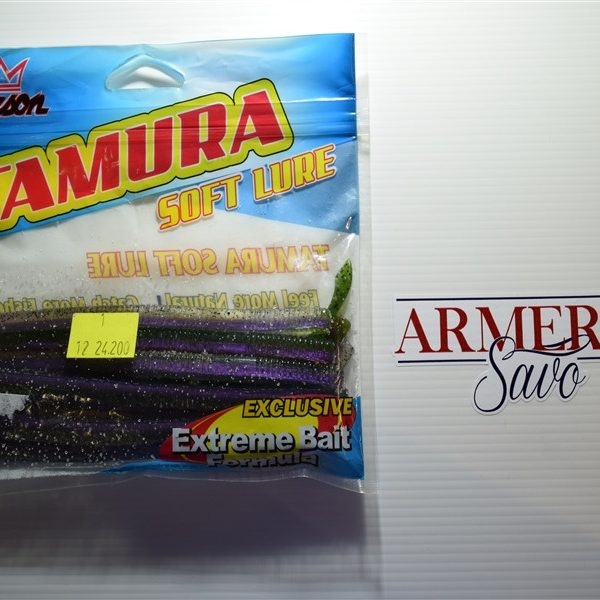 TAMURA
SOFT LURE
TAMURA SOFT LURE
Feel More Natural! Catch More
1
12 24.200
EXCLUSIVE
Extreme Bait
Formula
ARMER
Savo